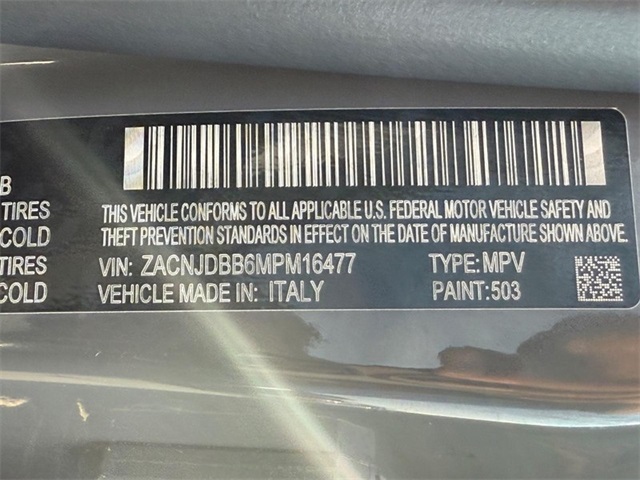 B
TIRES
COLD
TIRES
COLD
THIS VEHICLE CONFORMS TO ALL APPLICABLE U.S. FEDERAL MOTOR VEHICLE SAFETY AND
THEFT PREVENTION STANDARDS IN EFFECT ON THE DATE OF MANUFACTURE SHOWN ABOVE.
VIN: ZACNJDBB6MPM16477 TYPE: MPV
VEHICLE MADE IN: ITALY PAINT: 503